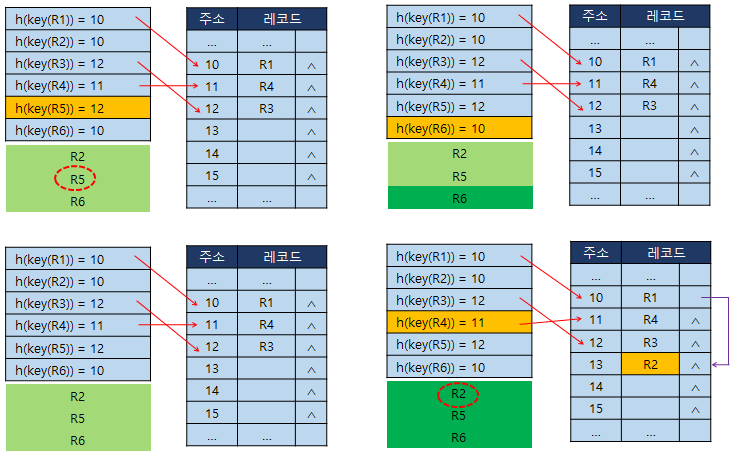 h(key(R1)) = 10
h(key(R2)) = 10
h(key(R3)) = 12
h(key(R4)) = 11
h(key(R5)) = 12
h(key(R6)) = 10
R2
R5
R6
주소 레코드
... ...
10 R1 ∧
11 R4 ∧
12 R3 ∧
13 ∧
14 ∧
15 ∧
... ...
h(key(R1)) = 10
h(key(R2)) = 10
h(key(R3)) = 12
h(key(R4)) = 11
h(key(R5)) = 12
h(key(R6)) = 10
R2
R5
R6
주소 레코드
... ...
10 R1 ∧
11 R4 ∧
12 R3 ∧
13 ∧
14 ∧
15 ∧
... ...
h(key(R1)) = 10
h(key(R2)) = 10
h(key(R3)) = 12
h(key(R4)) = 11
h(key(R5)) = 12
h(key(R6)) = 10
R2
R5
R6
주소 레코드
... ...
10 R1 ∧
11 R4 ∧
12 R3 ∧
13 ∧
14 ∧
15 ∧
... ...
h(key(R1)) = 10
h(key(R2)) = 10
h(key(R3)) = 12
h(key(R4)) = 11
h(key(R5)) = 12
h(key(R6)) = 10
R2
R5
R6
주소 레코드
... ...
10 R1
11 R4 ∧
12 R3 ∧
13 R2 ∧
14 ∧
15 ∧
... ...